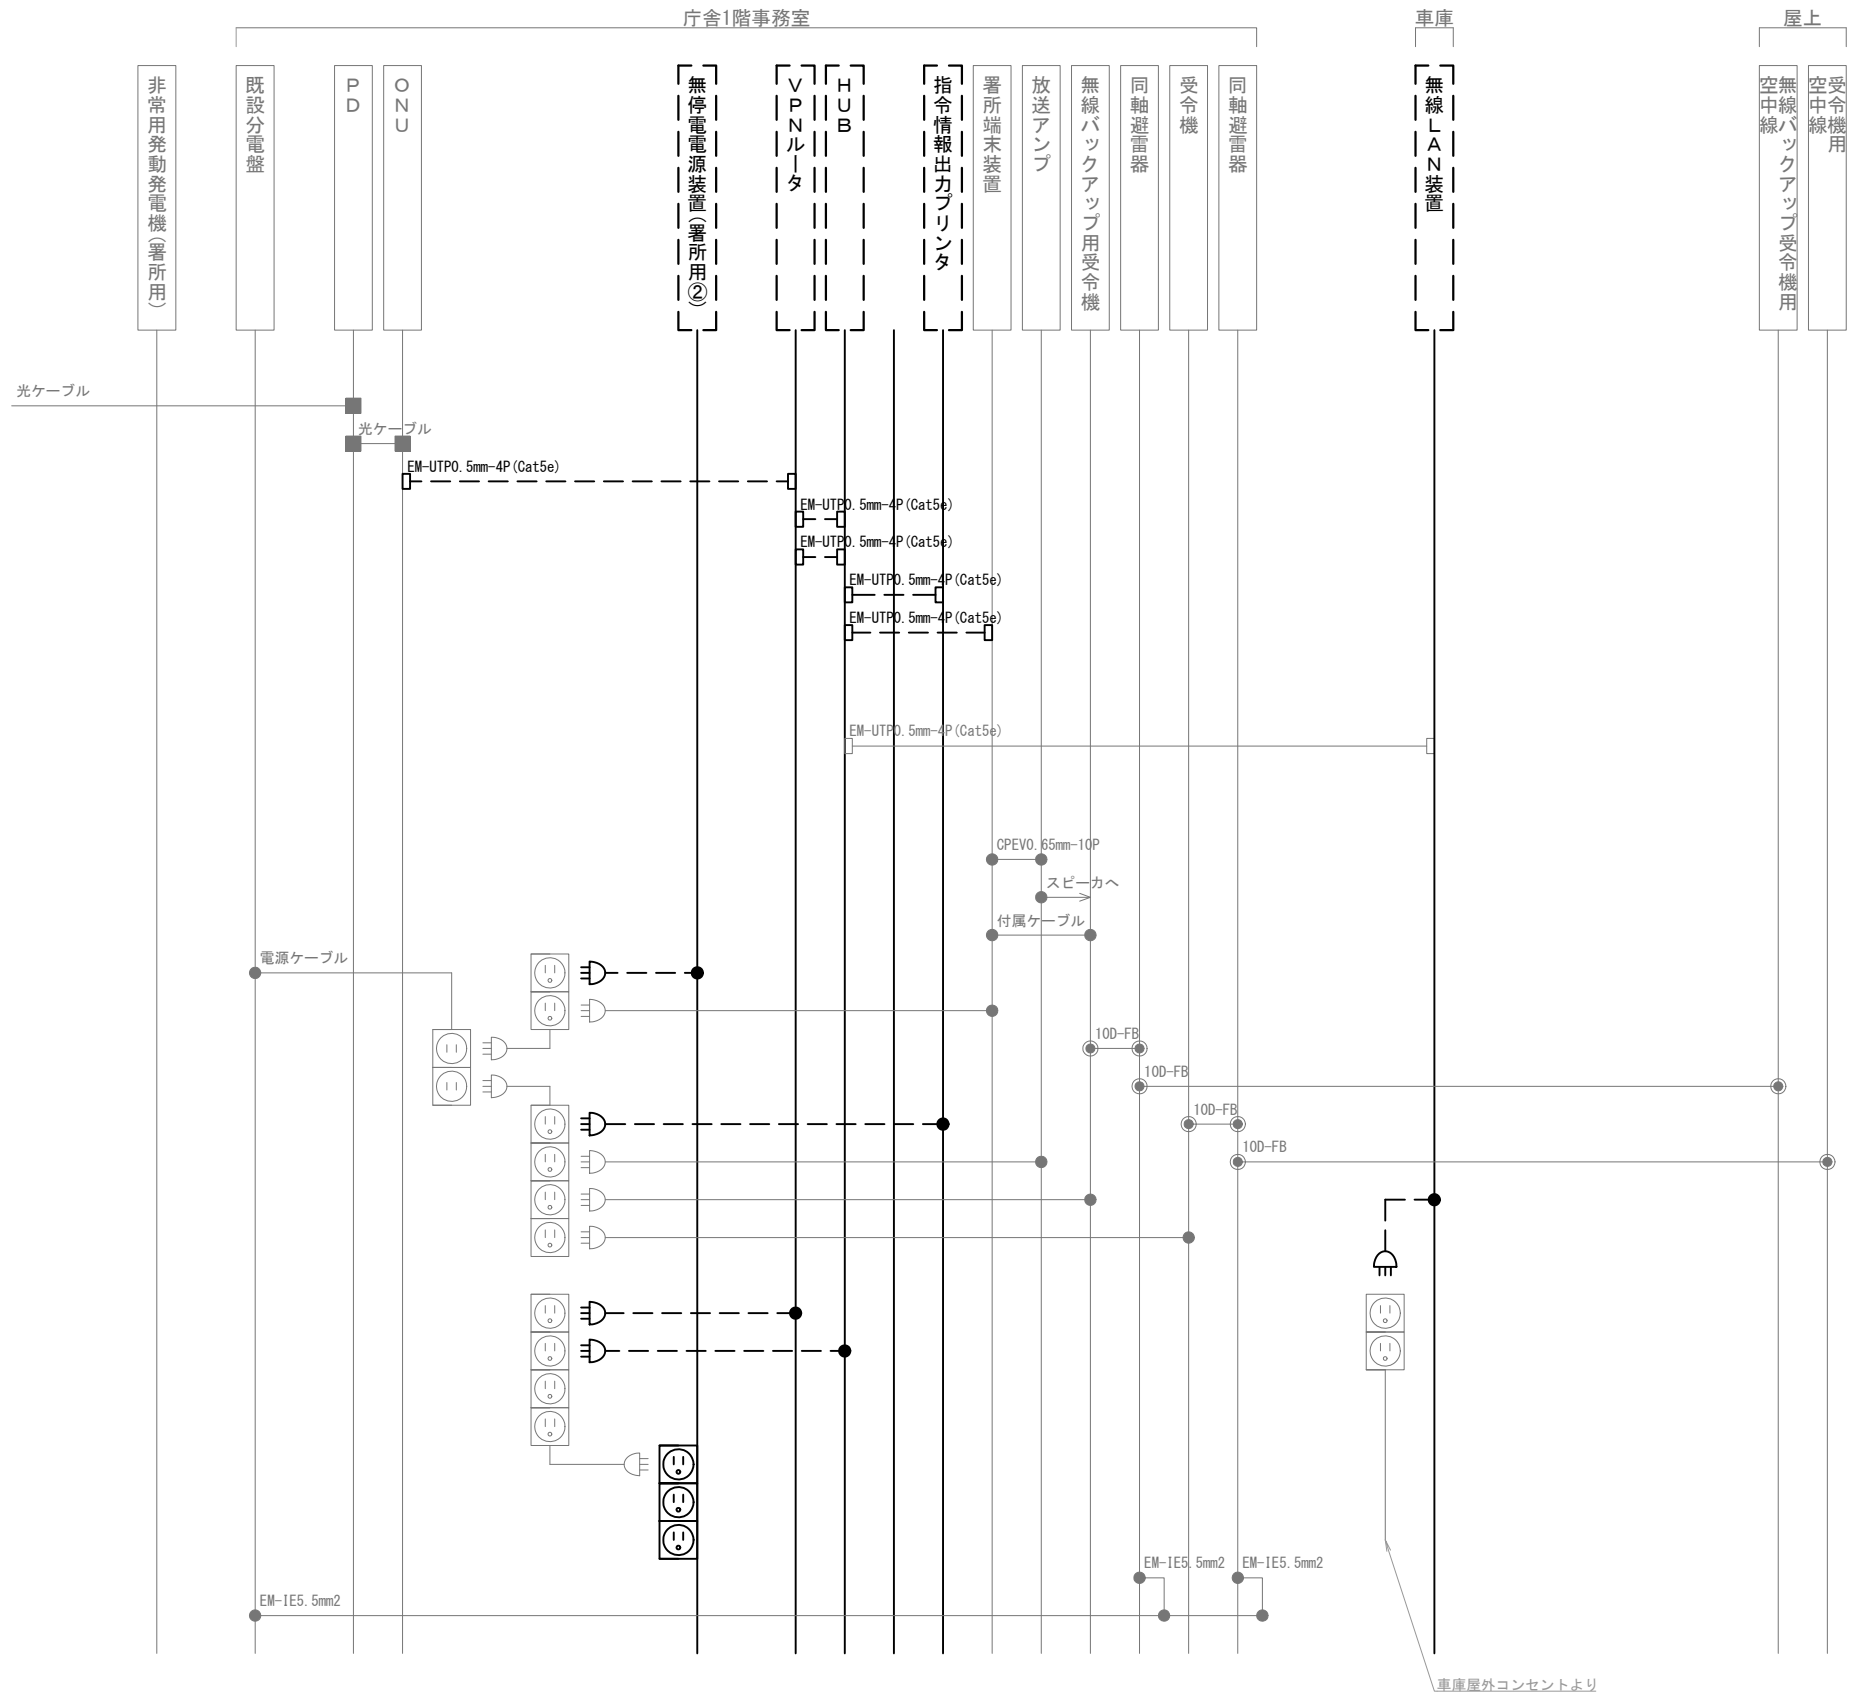 庁舎1階事務室
車庫
屋上
非常用発動発電機(署所用)
既設分電盤
PD
ONU
無停電電源装置(署所用②)
VPNルータ
HUB
指令情報出力プリンタ
署所端末装置
放送アンプ
無線バックアップ用受令機
同軸避雷器
受令機
同軸避雷器
無線LAN装置
無線バックアップ受令機用
空中線
受令機用
空中線
光ケーブル
光ケーブル
EM-UTP0.5mm-4P(Cat5e)
EM-UTP0.5mm-4P(Cat5e)
EM-UTP0.5mm-4P(Cat5e)
EM-UTP0.5mm-4P(Cat5e)
EM-UTP0.5mm-4P(Cat5e)
EM-UTP0.5mm-4P(Cat5e)
CPEV0.65mm-10P
スピーカへ
付属ケーブル
電源ケーブル
10D-FB
10D-FB
10D-FB
10D-FB
EM-IE5.5mm2
EM-IE5.5mm2
EM-IE5.5mm2
車庫屋外コンセントより